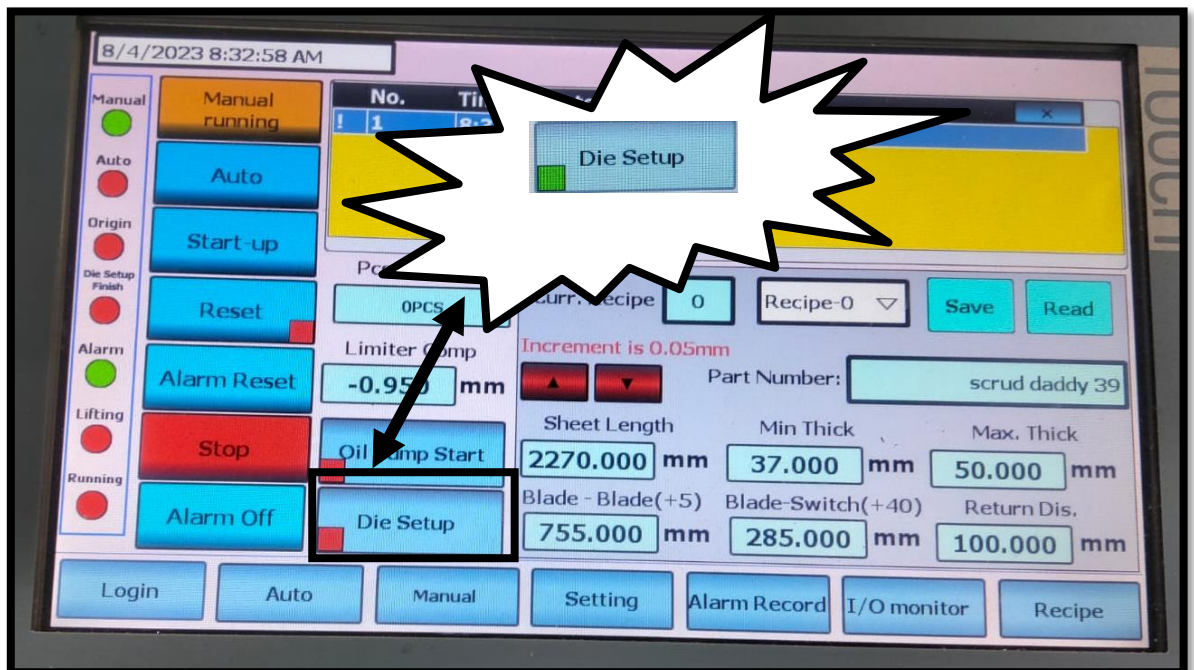 8/4/2023 8:32:58 AM
No.
! 1
Manual
Auto
Origin
Die Setup
Finish
Alarm
Lifting
Running
Manual
running
Auto
Start-up
Reset
Alarm Reset
Stop
Alarm Off
Die Setup
0PCS
Limiter Comp
-0.950 mm
Oil Pump Start
Die Setup
Curr. Recipe 0 Recipe-0 Save Read
Increment is 0.05mm
Part Number: scrud daddy 39
Sheet Length Min Thick Max. Thick
2270.000 mm 37.000 mm 50.000 mm
Blade - Blade(+5) Blade-Switch(+40) Return Dis.
755.000 mm 285.000 mm 100.000 mm
Login Auto Manual Setting Alarm Record I/O monitor Recipe